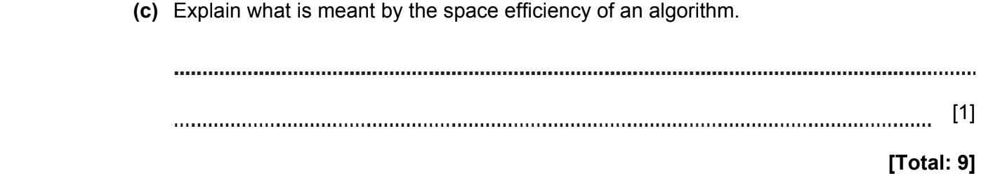 (c) Explain what is meant by the space efficiency of an algorithm.
[1]
[Total: 9]